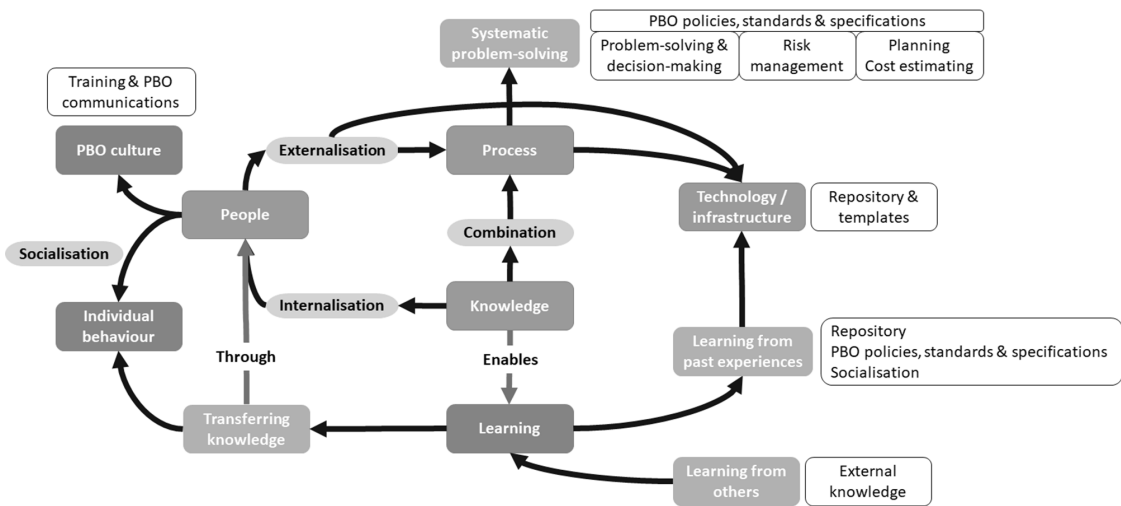 PBO policies, standards & specifications
Systematic
problem-solving
Problem-solving &
decision-making
Risk
management
Planning
Cost estimating
Training & PBO
communications
PBO culture
Externalisation
Process
People
Technology /
infrastructure
Repository &
templates
Socialisation
Combination
Internalisation
Knowledge
Individual
behaviour
Through
Enables
Learning from
past experiences
Repository
PBO policies, standards & specifications
Socialisation
Transferring
knowledge
Learning
Learning from
others
External
knowledge